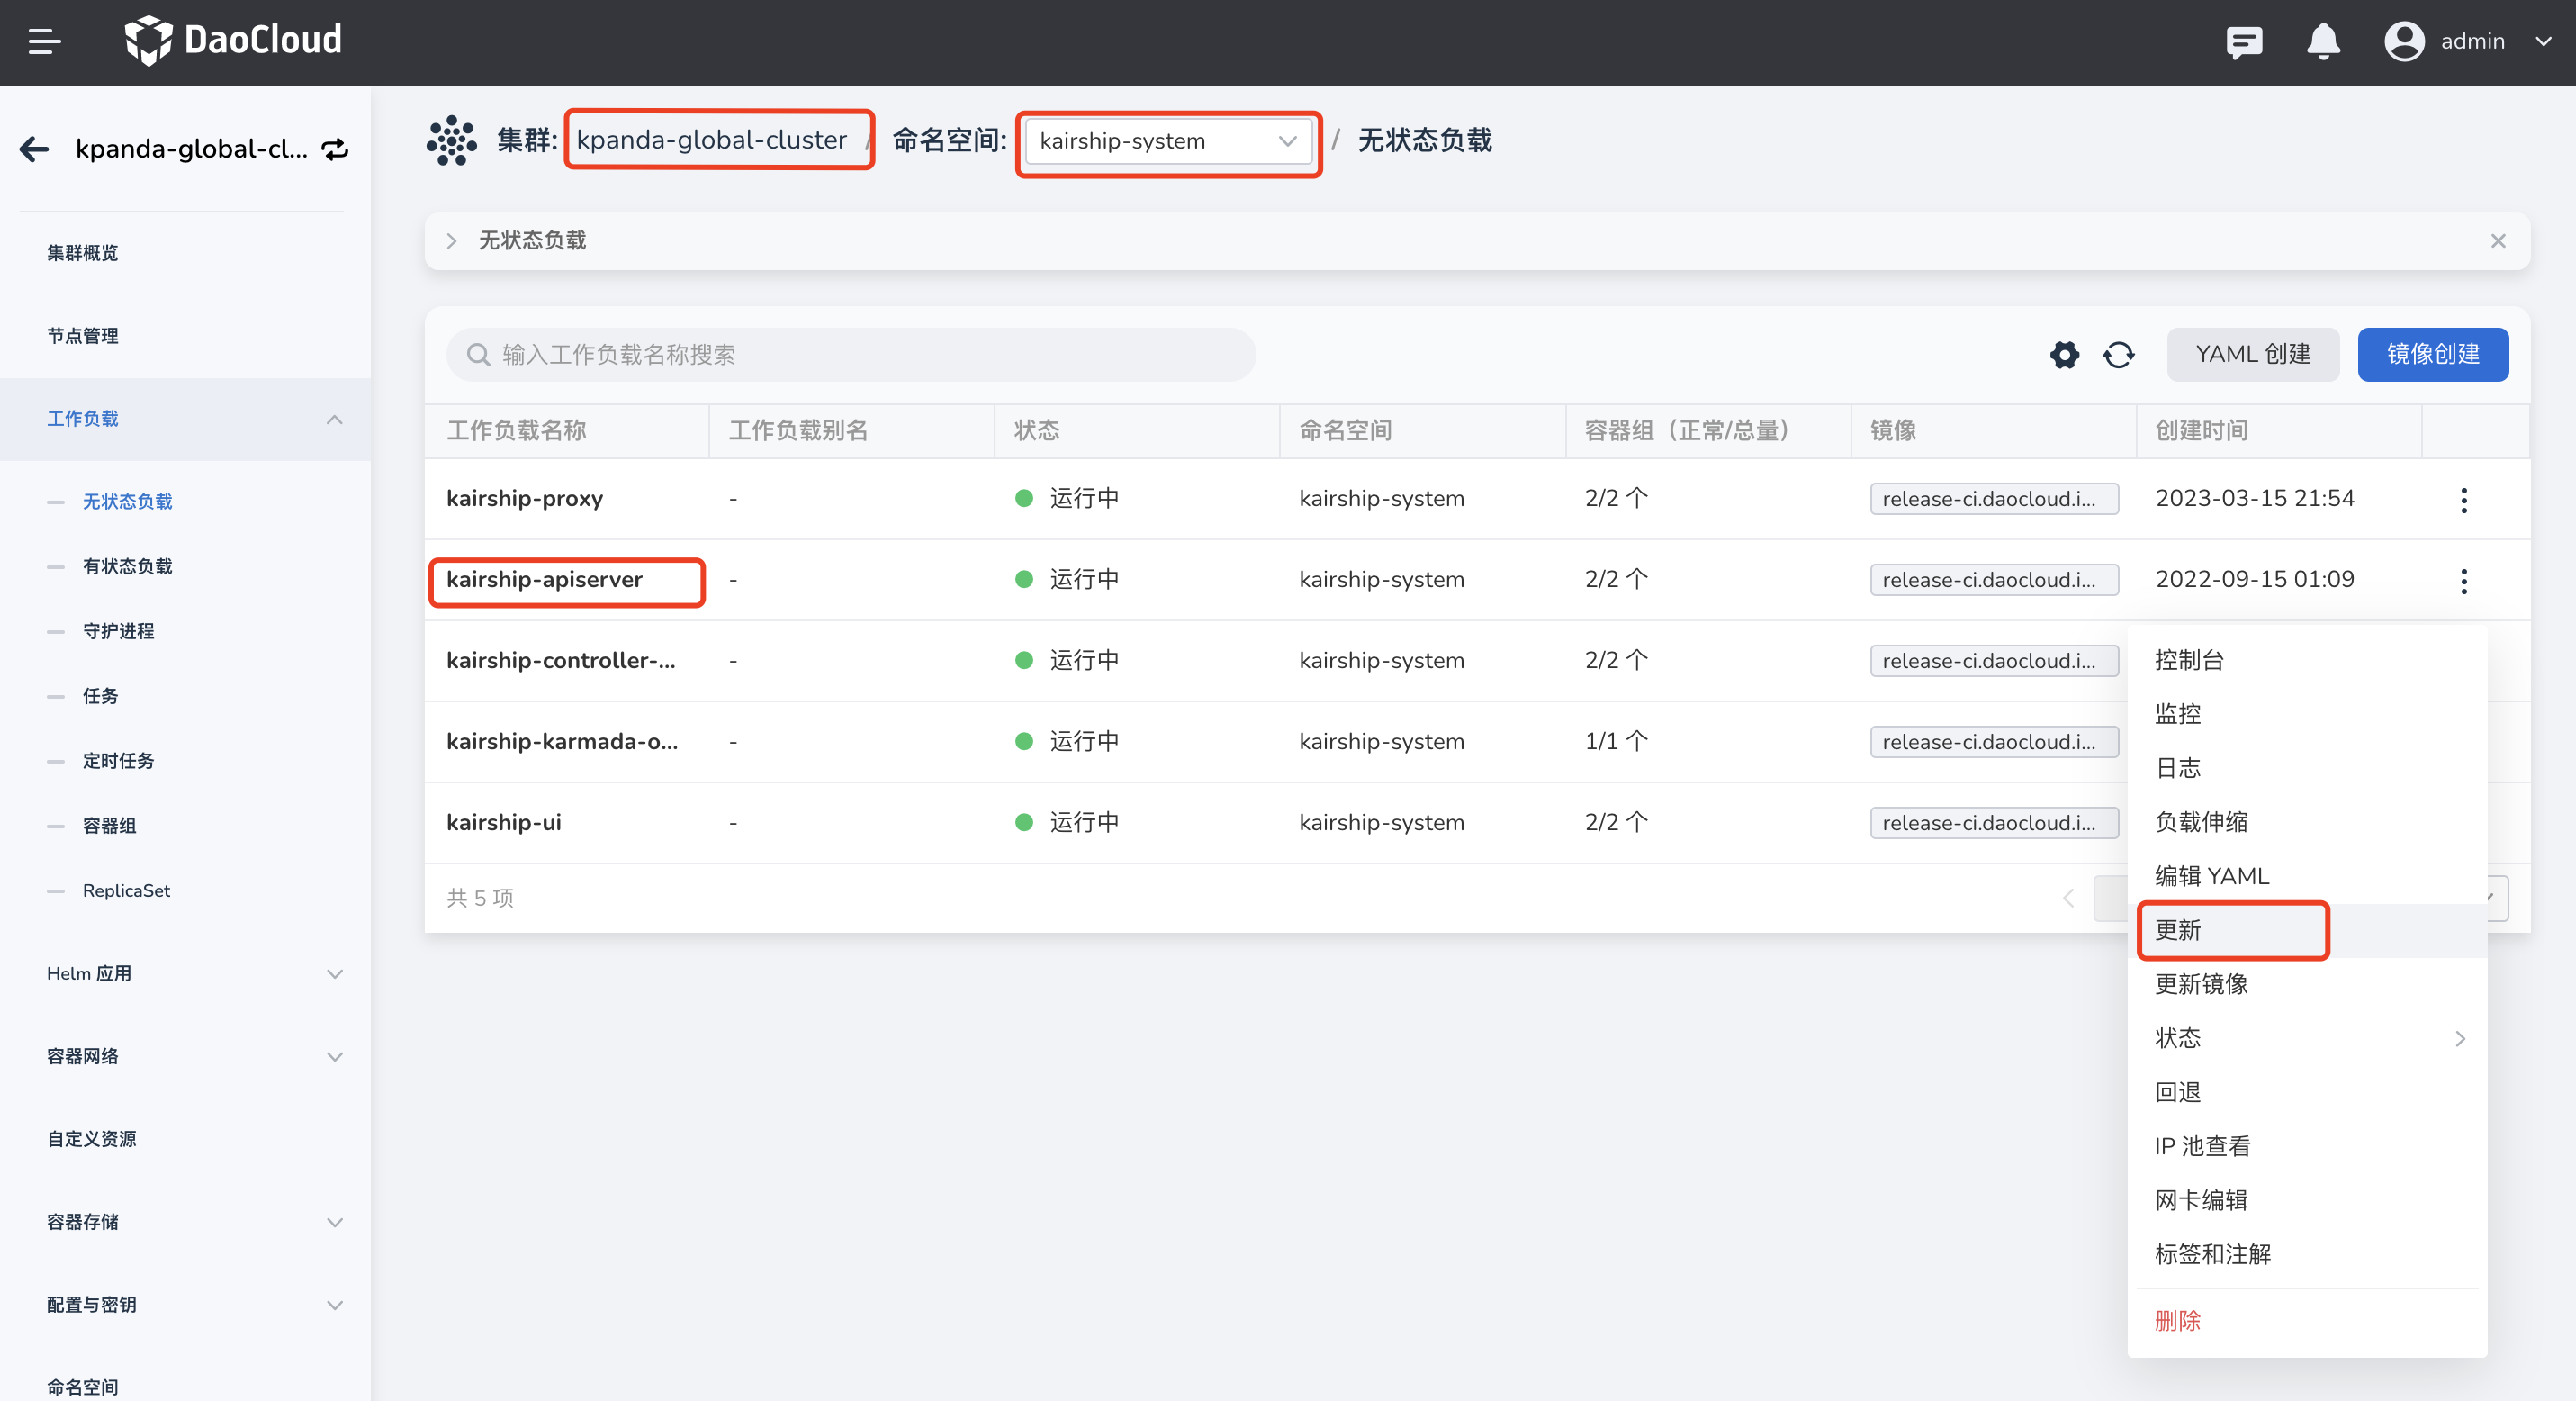 DaoCloud
admin
kpanda-global-cl...
集群概览
节点管理
工作负载
无状态负载
有状态负载
守护进程
任务
定时任务
容器组
ReplicaSet
Helm 应用
容器网络
自定义资源
容器存储
配置与密钥
命名空间
集群: kpanda-global-cluster / 命名空间: kairship-system / 无状态负载
无状态负载
输入工作负载名称搜索
YAML 创建
镜像创建
工作负载名称 工作负载别名 状态 命名空间 容器组（正常/总量） 镜像 创建时间
kairship-proxy - 运行中 kairship-system 2/2 个 release-ci.daocloud.i... 2023-03-15 21:54
kairship-apiserver - 运行中 kairship-system 2/2 个 release-ci.daocloud.i... 2022-09-15 01:09
kairship-controller-... - 运行中 kairship-system 2/2 个 release-ci.daocloud.i...
kairship-karmada-o... - 运行中 kairship-system 1/1 个 release-ci.daocloud.i...
kairship-ui - 运行中 kairship-system 2/2 个 release-ci.daocloud.i...
共 5 项
控制台
监控
日志
负载伸缩
编辑 YAML
更新
更新镜像
状态
回退
IP 池查看
网卡编辑
标签和注解
删除